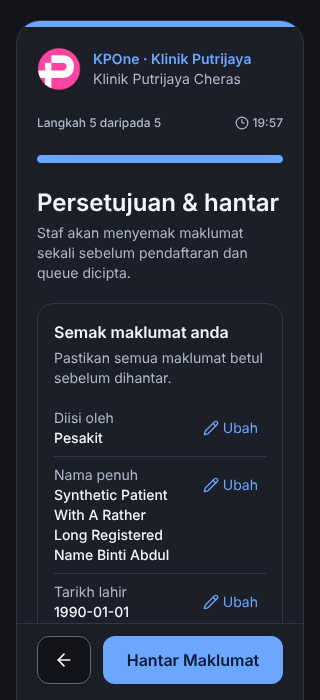 KPOne · Klinik Putrijaya
Klinik Putrijaya Cheras
Langkah 5 daripada 5
19:57
Persetujuan & hantar
Staf akan menyemak maklumat
sekali sebelum pendaftaran dan
queue dicipta.
Semak maklumat anda
Pastikan semua maklumat betul
sebelum dihantar.
Diisi oleh
Pesakit
Ubah
Nama penuh
Synthetic Patient
With A Rather
Long Registered
Name Binti Abdul
Ubah
Tarikh lahir
1990-01-01
Ubah
Hantar Maklumat